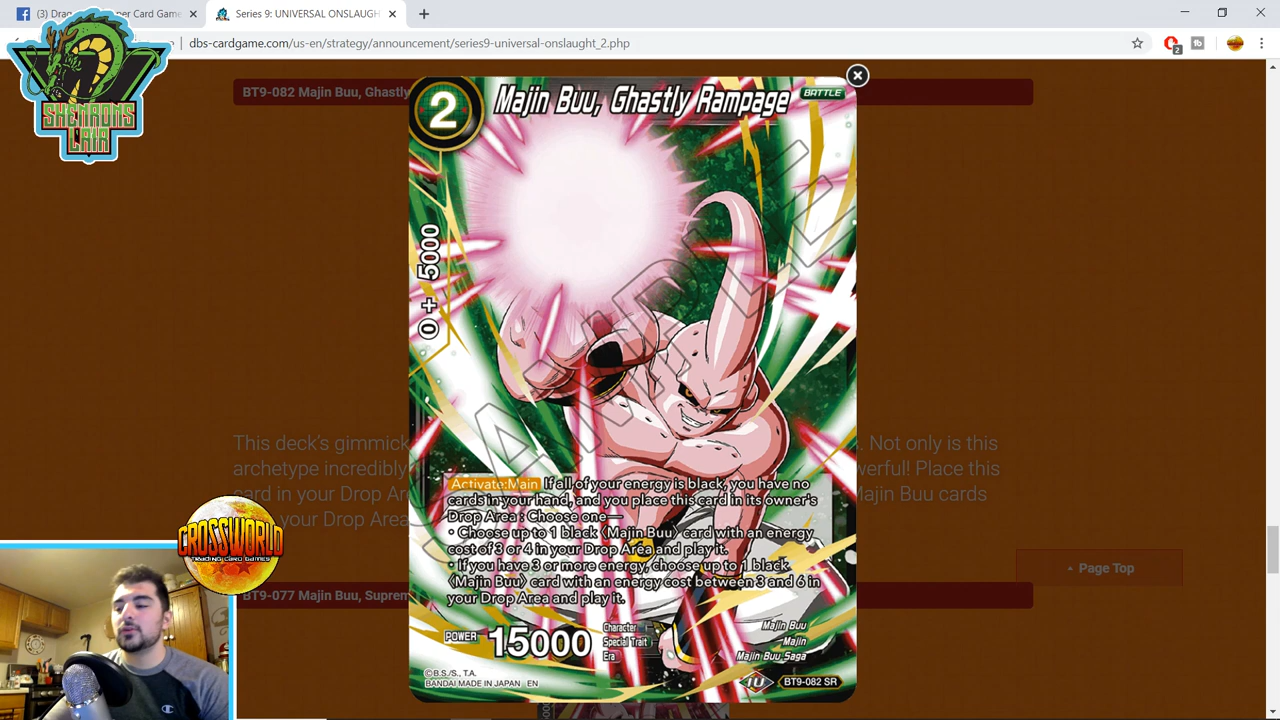 (3) Drag
per Card Game
Series 9: UNIVERSAL ONSLAUGH
dbs-cardgame.com/us-en/strategy/announcement/series9-universal-onslaught_2.php
2
SHENRONS
LAIR
BT9-082 Majin Buu, Ghastly
2
Majin Buu, Ghastly Rampage
BATTLE
0 + 5000
SAMPLE
This deck's gimmick
. Not only is this
archetype incredibly
werful! Place this
card in your Drop Ar
Majin Buu cards
your Drop Area
Activate:Main If all of your energy is black, you have no
cards in your hand, and you place this card in its owner's
Drop Area : Choose one—
• Choose up to 1 black 〈Majin Buu〉 card with an energy
cost of 3 or 4 in your Drop Area and play it.
• If you have 3 or more energy, choose up to 1 black
〈Majin Buu〉 card with an energy cost between 3 and 6 in
your Drop Area and play it.
CROSSWORLD
TRADING CARD GAMES
Page Top
BT9-077 Majin Buu, Suprem
POWER 15000
Character Majin Buu
Special Trait Majin
Era Majin Buu Saga
©B.S./S., T.A.
BANDAI MADE IN JAPAN EN
IU
BT9-082 SR